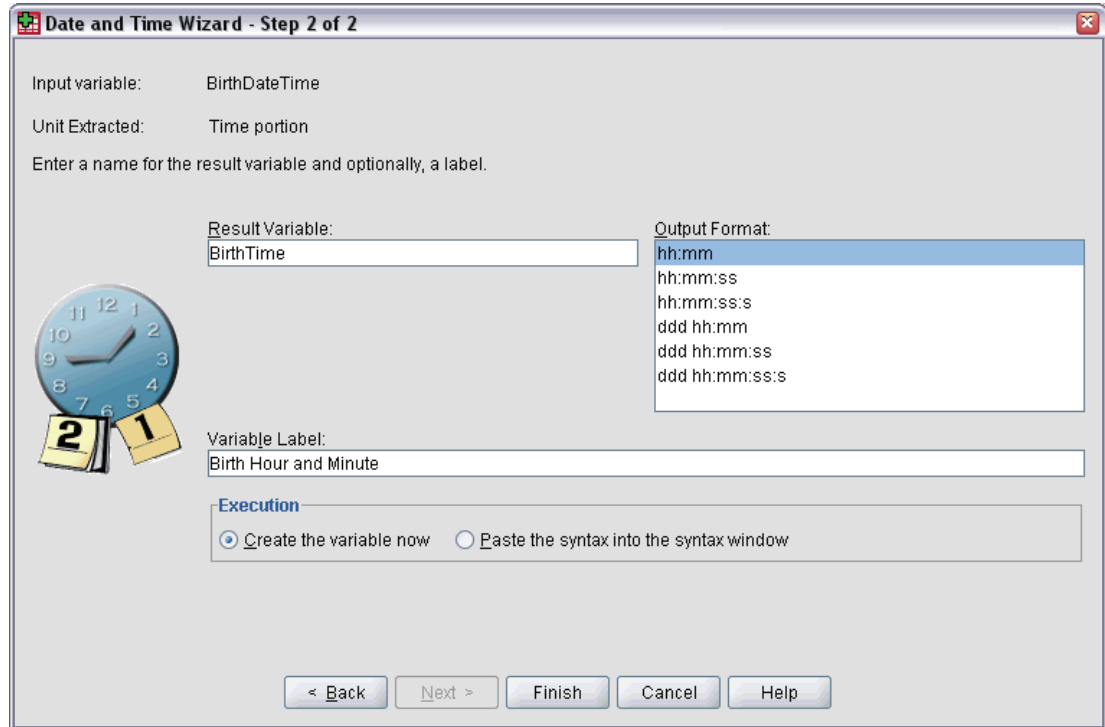 Date and Time Wizard - Step 2 of 2
Input variable: BirthDateTime
Unit Extracted: Time portion
Enter a name for the result variable and optionally, a label.
Result Variable:
BirthTime
Output Format:
hh:mm
hh:mm:ss
hh:mm:ss:s
ddd hh:mm
ddd hh:mm:ss
ddd hh:mm:ss:s
11 12 1
10 2
9 3
8 4
7 6 5
2 1
Variable Label:
Birth Hour and Minute
Execution
Create the variable now Paste the syntax into the syntax window
< Back Next > Finish Cancel Help